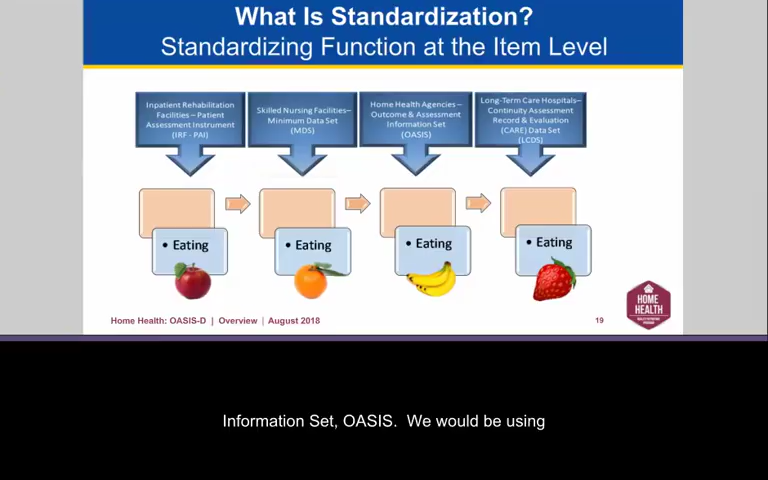 What Is Standardization?
Standardizing Function at the Item Level
Inpatient Rehabilitation
Facilities – Patient
Assessment Instrument
(IRF - PAI)
Skilled Nursing Facilities–
Minimum Data Set
(MDS)
Home Health Agencies –
Outcome & Assessment
Information Set
(OASIS)
Long-Term Care Hospitals–
Continuity Assessment
Record & Evaluation
(CARE) Data Set
(LCDS)
• Eating
• Eating
• Eating
• Eating
Home Health: OASIS-D | Overview | August 2018
19
HOME
HEALTH
Information Set, OASIS.  We would be using